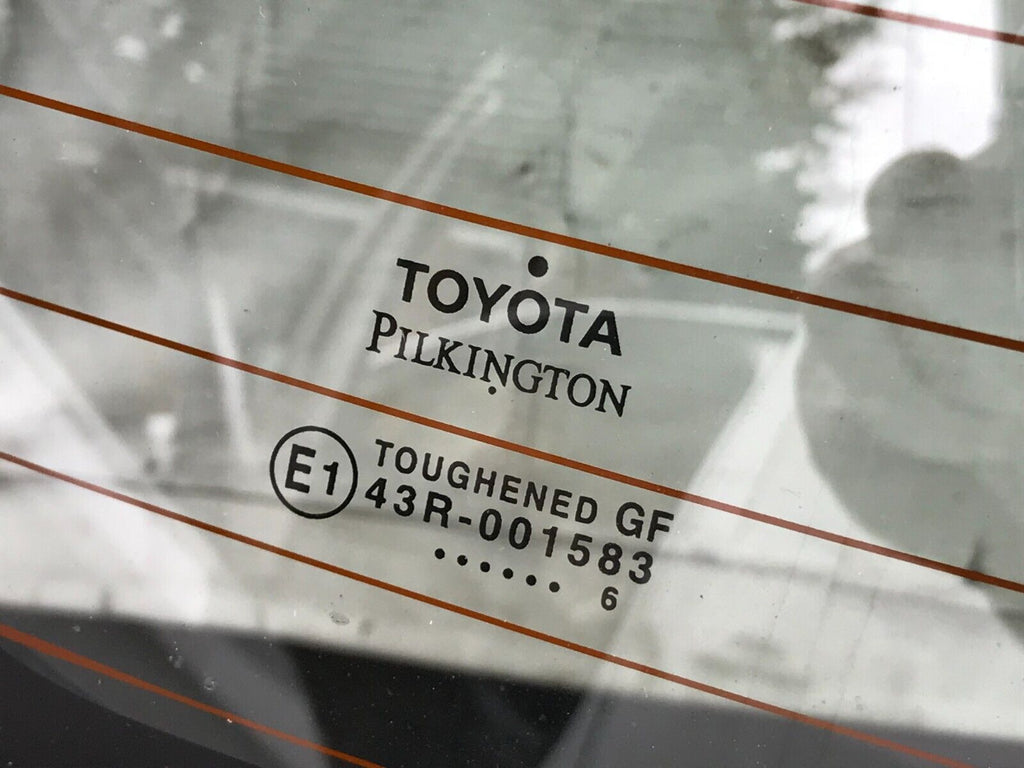 TOYOTA
PILKINGTON
E1 TOUGHENED GF
43R-001583
...... 6